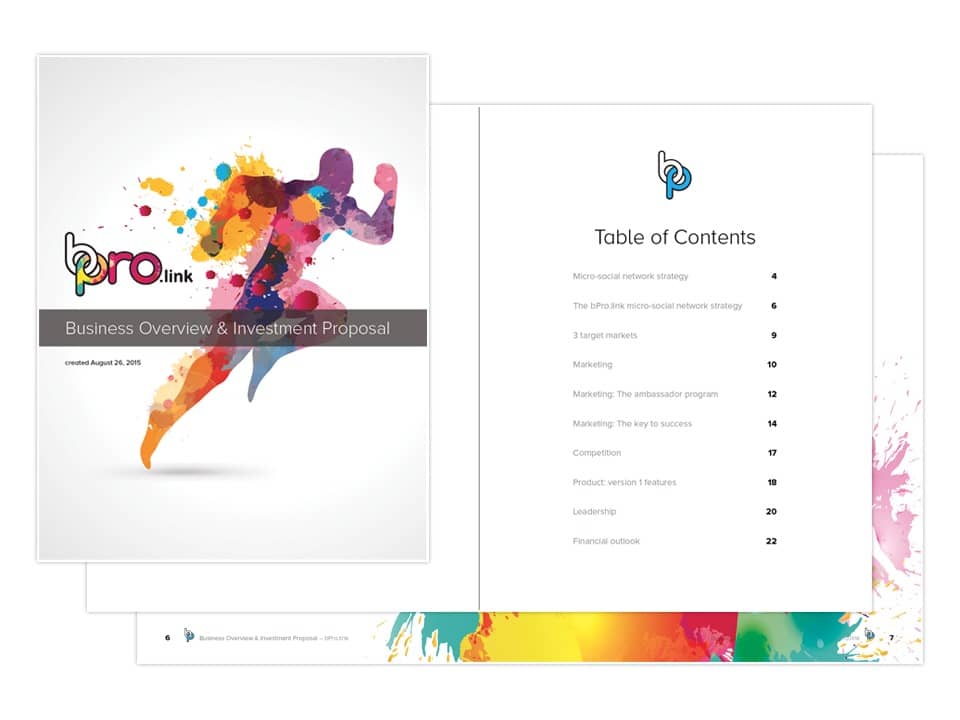 bpro.link
Business Overview & Investment Proposal
created August 26, 2015
bp
Table of Contents
Micro-social network strategy 4
The bPro.link micro-social network strategy 6
3 target markets 9
Marketing 10
Marketing: The ambassador program 12
Marketing: The key to success 14
Competition 17
Product: version 1 features 18
Leadership 20
Financial outlook 22
6 bp Business Overview & Investment Proposal – bPro.link
bp 7